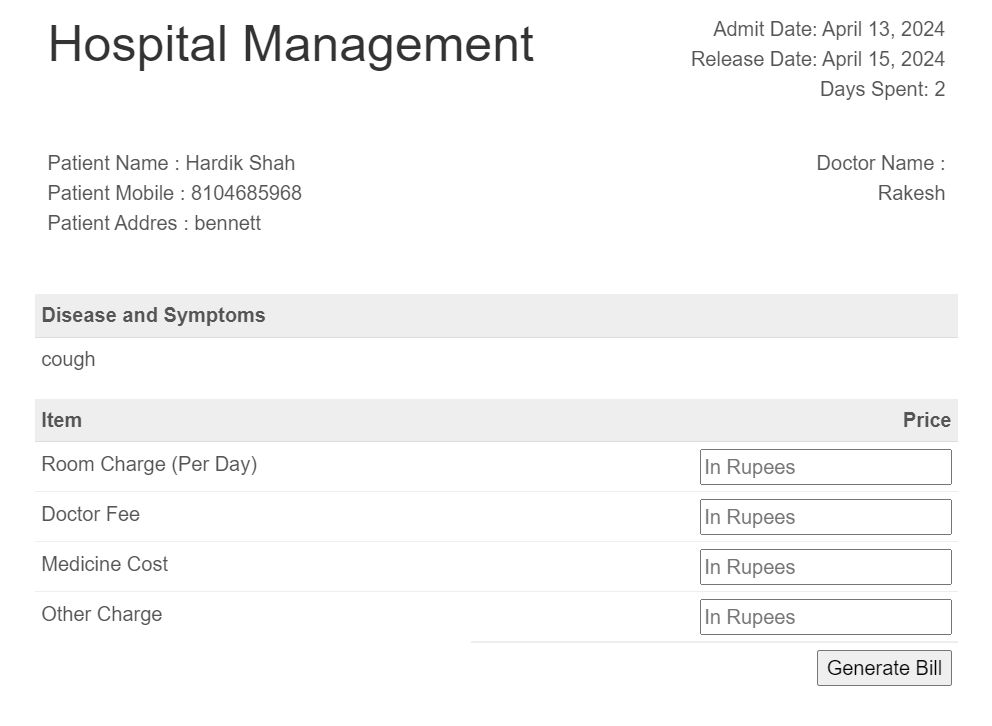 Hospital Management
Admit Date: April 13, 2024
Release Date: April 15, 2024
Days Spent: 2
Patient Name : Hardik Shah
Patient Mobile : 8104685968
Patient Addres : bennett
Doctor Name :
Rakesh
Disease and Symptoms
cough
Item Price
Room Charge (Per Day) In Rupees
Doctor Fee In Rupees
Medicine Cost In Rupees
Other Charge In Rupees
Generate Bill